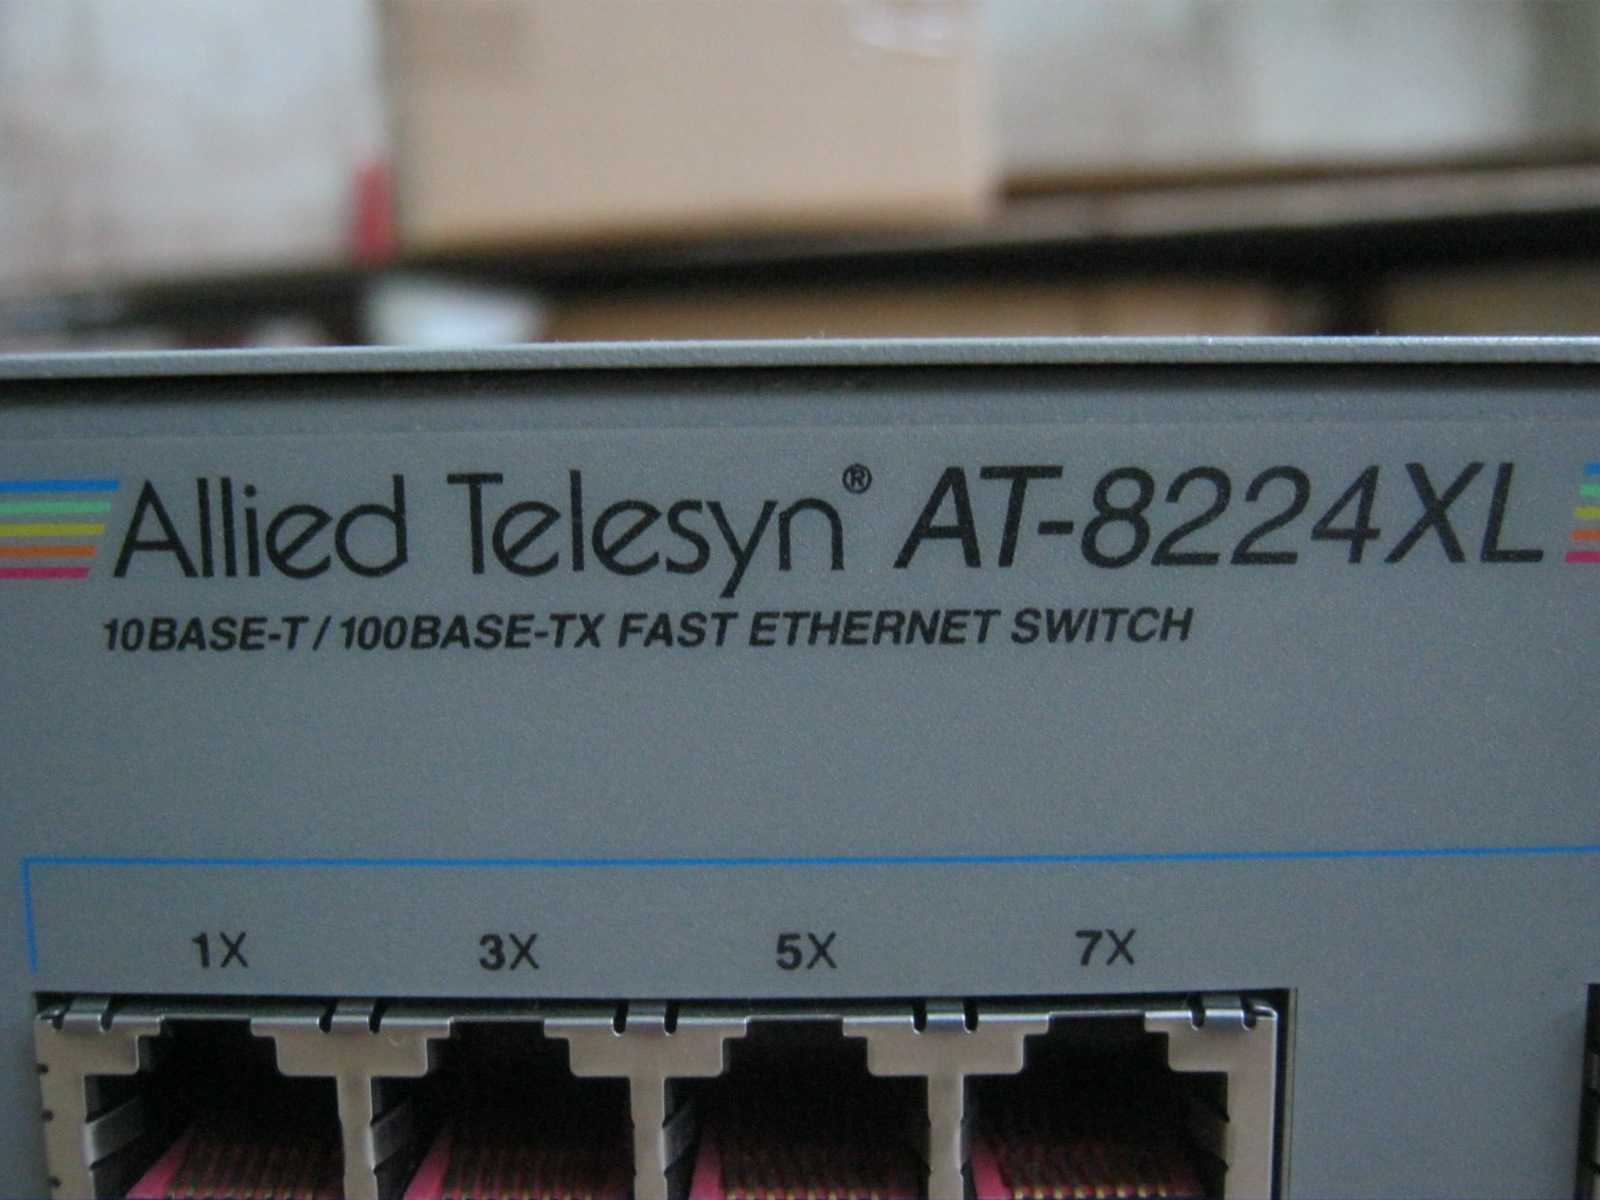 Allied Telesyn® AT-8224XL
10BASE-T / 100BASE-TX FAST ETHERNET SWITCH
1X 3X 5X 7X